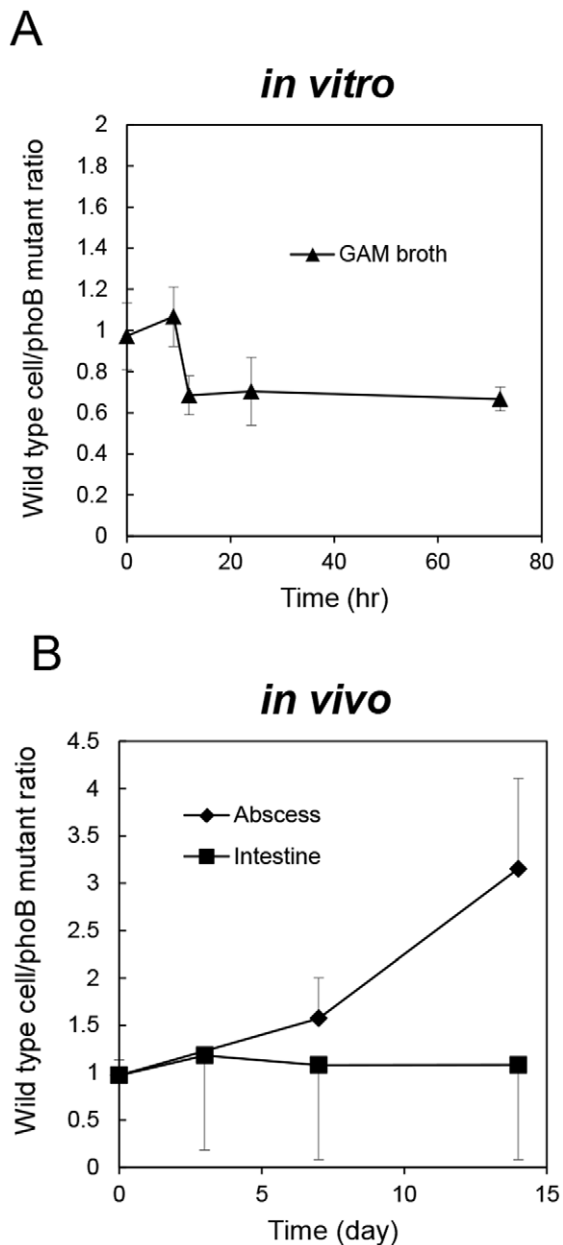 A
in vitro
Wild type cell/phoB mutant ratio
2
1.8
1.6
1.4
1.2
1
0.8
0.6
0.4
0.2
0
GAM broth
0 20 40 60 80
Time (hr)
B
in vivo
Wild type cell/phoB mutant ratio
4.5
4
3.5
3
2.5
2
1.5
1
0.5
0
Abscess
Intestine
0 5 10 15
Time (day)